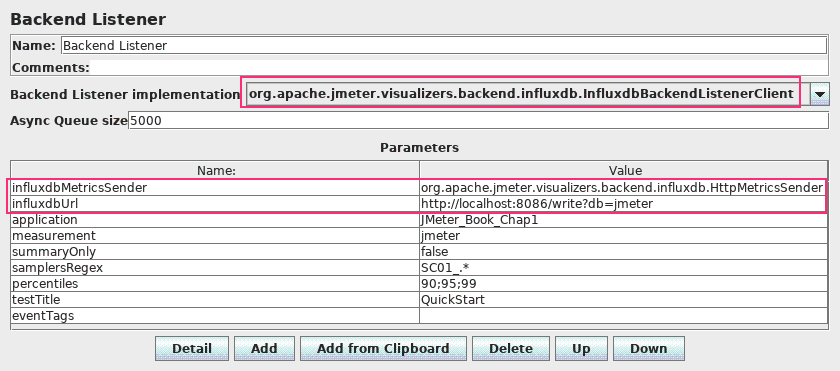 Backend Listener
Name: Backend Listener
Comments:
Backend Listener implementation org.apache.jmeter.visualizers.backend.influxdb.InfluxdbBackendListenerClient
Async Queue size 5000
Parameters
Name: Value
influxdbMetricsSender org.apache.jmeter.visualizers.backend.influxdb.HttpMetricsSender
influxdbUrl http://localhost:8086/write?db=jmeter
application JMeter_Book_Chap1
measurement jmeter
summaryOnly false
samplersRegex SC01_.*
percentiles 90;95;99
testTitle QuickStart
eventTags
Detail Add Add from Clipboard Delete Up Down